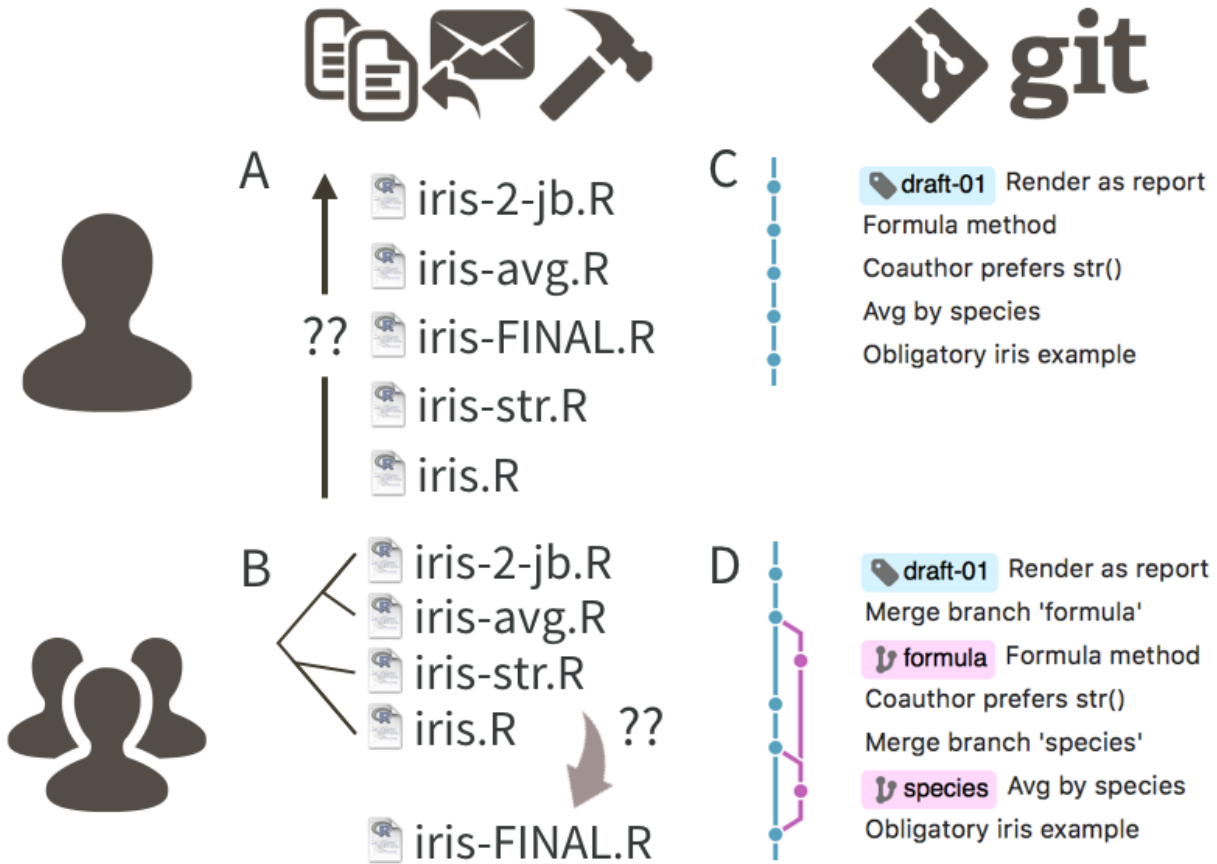 git
A
iris-2-jb.R
iris-avg.R
??
iris-FINAL.R
iris-str.R
iris.R
C
draft-01 Render as report
Formula method
Coauthor prefers str()
Avg by species
Obligatory iris example
B
iris-2-jb.R
iris-avg.R
iris-str.R
iris.R
??
iris-FINAL.R
D
draft-01 Render as report
Merge branch 'formula'
formula Formula method
Coauthor prefers str()
Merge branch 'species'
species Avg by species
Obligatory iris example